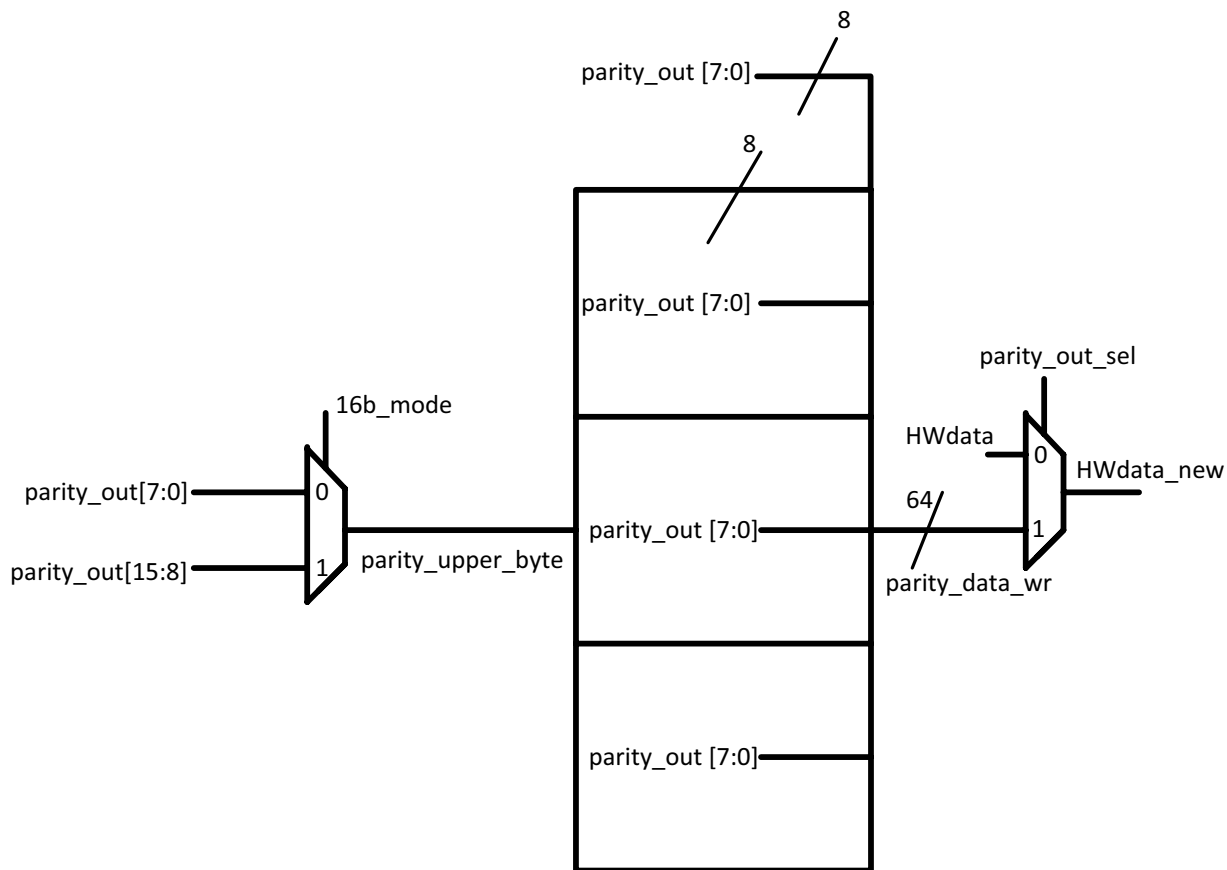 8
parity_out [7:0]
8
parity_out [7:0]
parity_out_sel
16b_mode
HWdata
0
HWdata_new
parity_out[7:0]
0
64
parity_out [7:0]
1
parity_upper_byte
parity_out[15:8]
1
parity_data_wr
parity_out [7:0]